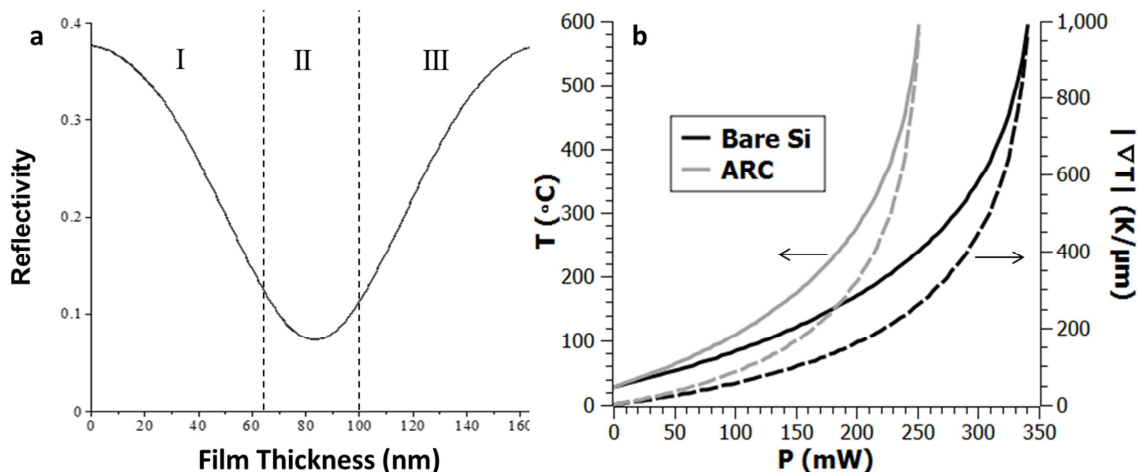 a
I II III
0.4
0.3
0.2
0.1
0
0 20 40 60 80 100 120 140 160
Reflectivity
Film Thickness (nm)
b
Bare Si
ARC
600
500
400
300
200
100
0
T (°C)
1,000
800
600
400
200
0
|∇T| (K/μm)
0 50 100 150 200 250 300 350
P (mW)